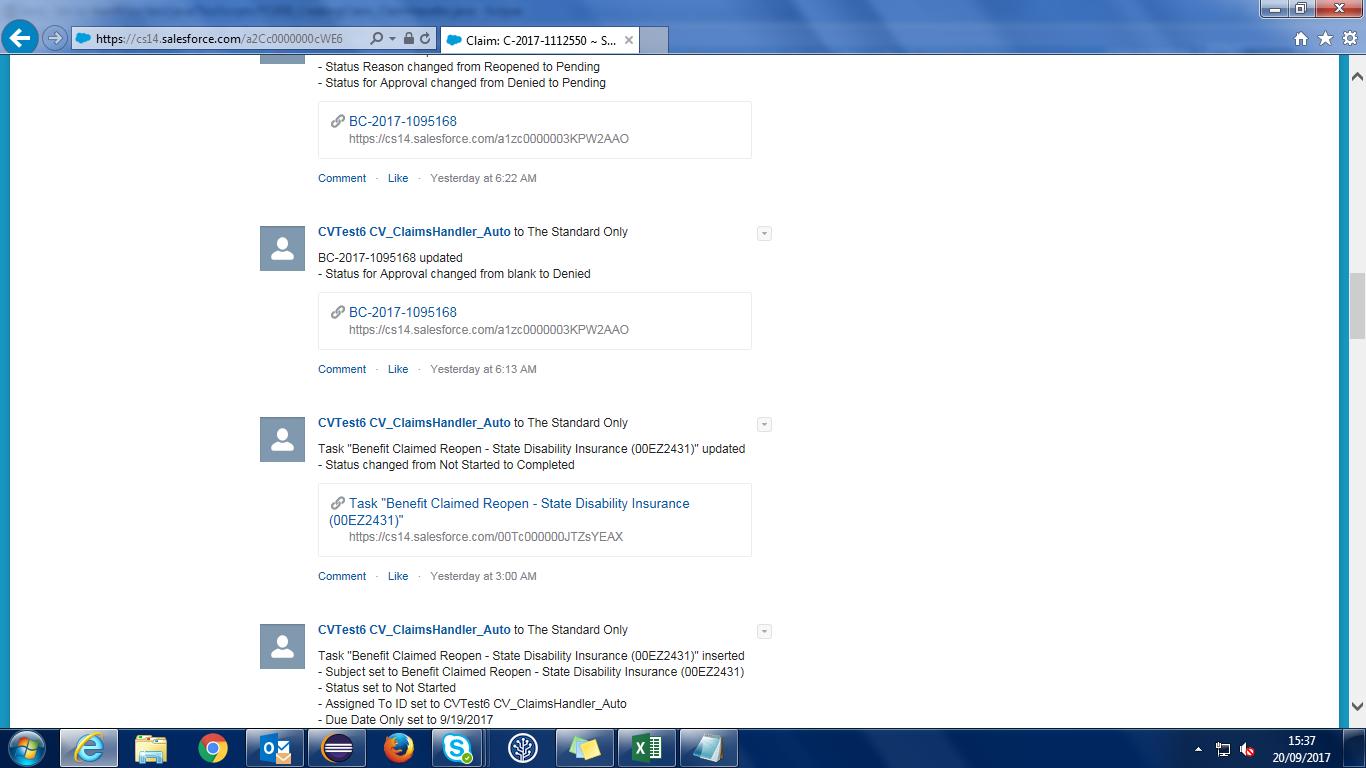 https://cs14.salesforce.com/a2Cc0000000cWE6
Claim: C-2017-1112550 ~ S...
- Status Reason changed from Reopened to Pending
- Status for Approval changed from Denied to Pending
BC-2017-1095168
https://cs14.salesforce.com/a1zc0000003KPW2AAO
Comment · Like · Yesterday at 6:22 AM
CVTest6 CV_ClaimsHandler_Auto to The Standard Only
BC-2017-1095168 updated
- Status for Approval changed from blank to Denied
BC-2017-1095168
https://cs14.salesforce.com/a1zc0000003KPW2AAO
Comment · Like · Yesterday at 6:13 AM
CVTest6 CV_ClaimsHandler_Auto to The Standard Only
Task "Benefit Claimed Reopen - State Disability Insurance (00EZ2431)" updated
- Status changed from Not Started to Completed
Task "Benefit Claimed Reopen - State Disability Insurance
(00EZ2431)"
https://cs14.salesforce.com/00Tc000000JTZsYEAX
Comment · Like · Yesterday at 3:00 AM
CVTest6 CV_ClaimsHandler_Auto to The Standard Only
Task "Benefit Claimed Reopen - State Disability Insurance (00EZ2431)" inserted
- Subject set to Benefit Claimed Reopen - State Disability Insurance (00EZ2431)
- Status set to Not Started
- Assigned To ID set to CVTest6 CV_ClaimsHandler_Auto
- Due Date Only set to 9/19/2017
15:37
20/09/2017